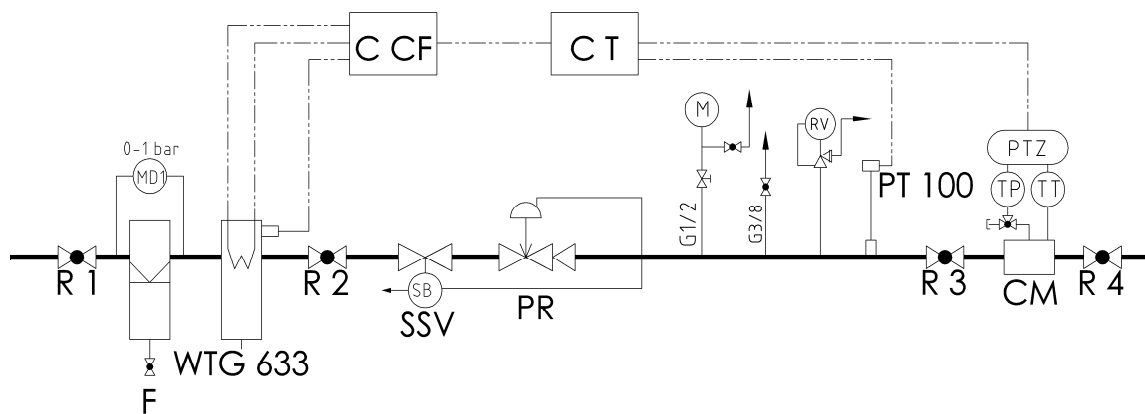 C CF
C T
M
RV
0-1 bar
MD1
PTZ
PT 100
TP
TT
G1/2
G3/8
R 1
R 2
SB
PR
SSV
R 3
CM
R 4
WTG 633
F